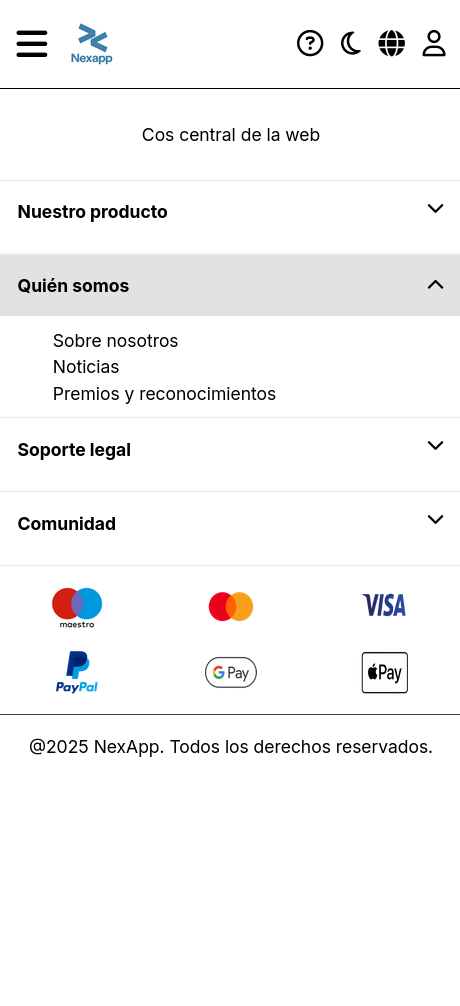 Nexapp
Cos central de la web
Nuestro producto
Quién somos
Sobre nosotros
Noticias
Premios y reconocimientos
Soporte legal
Comunidad
maestro
VISA
PayPal
G Pay
Pay
@2025 NexApp. Todos los derechos reservados.